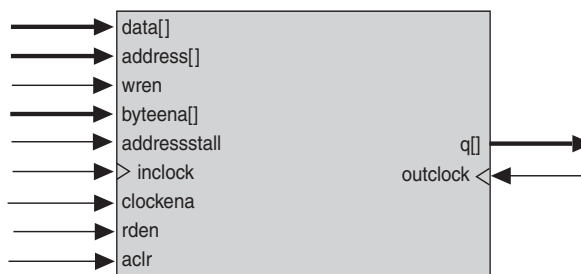 data[]
address[]
wren
byteena[]
addressstall
q[]
inclock
outclock
clockena
rden
aclr